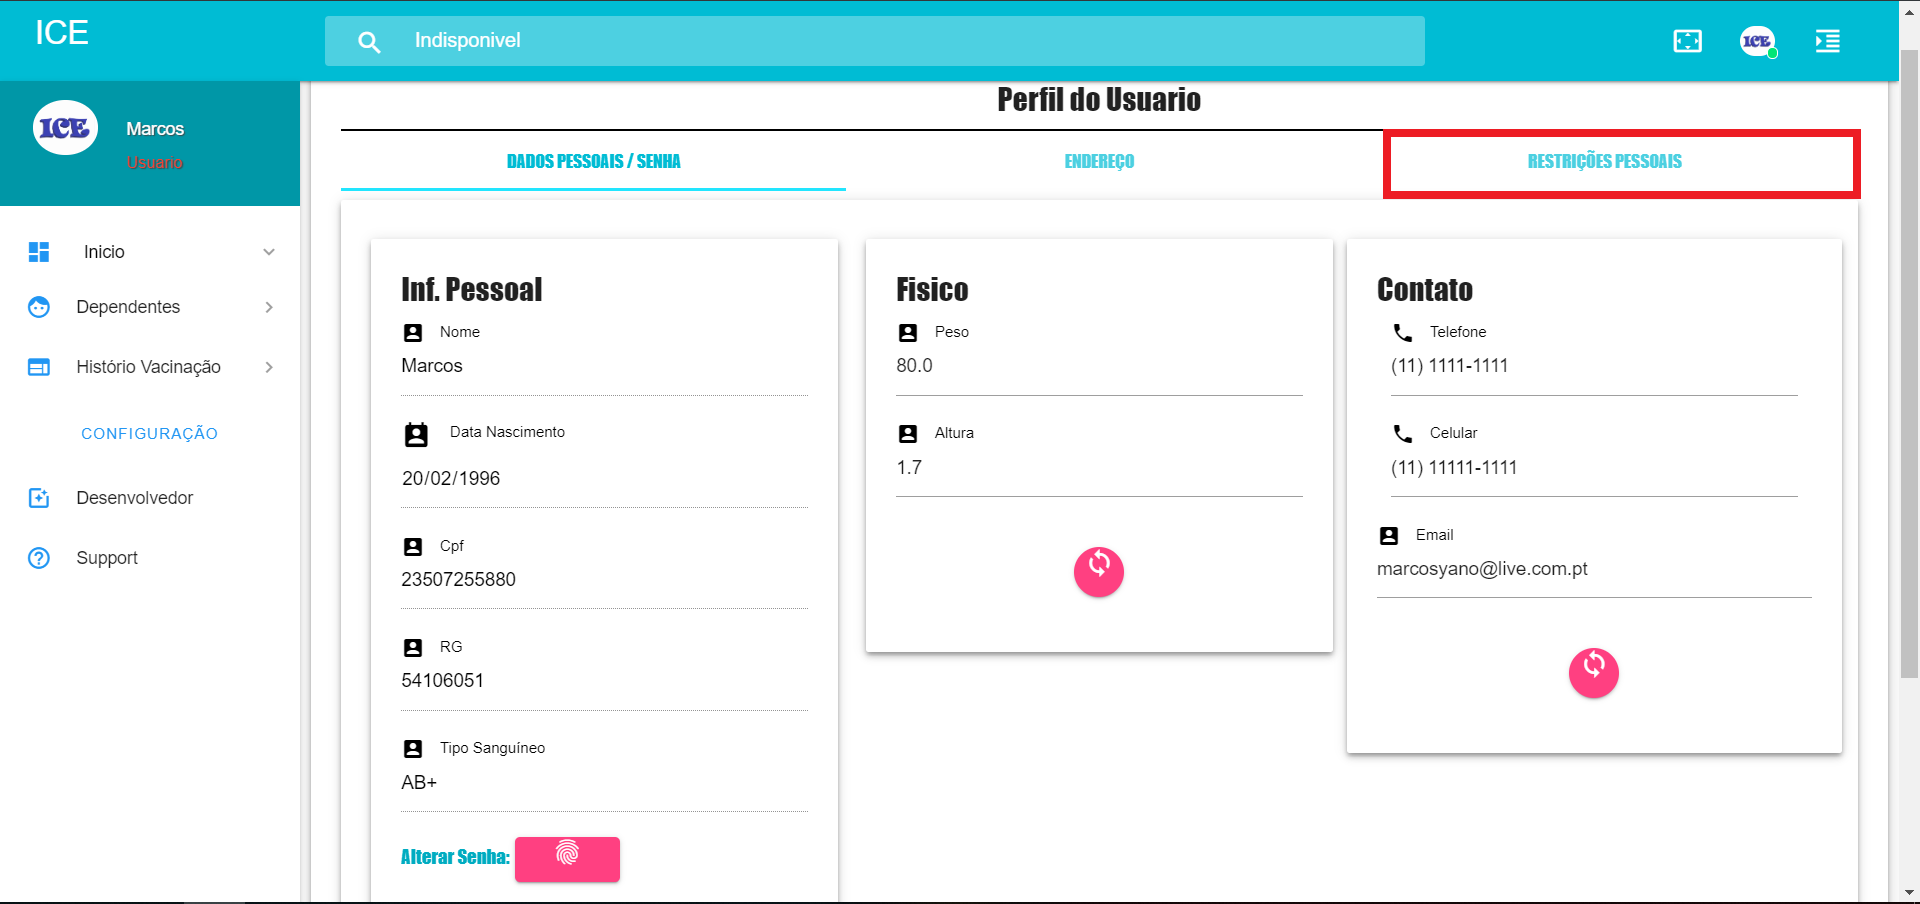 ICE
Indisponivel
ICE
ICE
Marcos
Usuario
Inicio
Dependentes
Histório Vacinação
CONFIGURAÇÃO
Desenvolvedor
Support
Perfil do Usuario
DADOS PESSOAIS / SENHA
ENDEREÇO
RESTRIÇÕES PESSOAIS
Inf. Pessoal
Nome
Marcos
Data Nascimento
20/02/1996
Cpf
23507255880
RG
54106051
Tipo Sanguíneo
AB+
Alterar Senha:
Fisico
Peso
80.0
Altura
1.7
Contato
Telefone
(11) 1111-1111
Celular
(11) 11111-1111
Email
marcosyano@live.com.pt